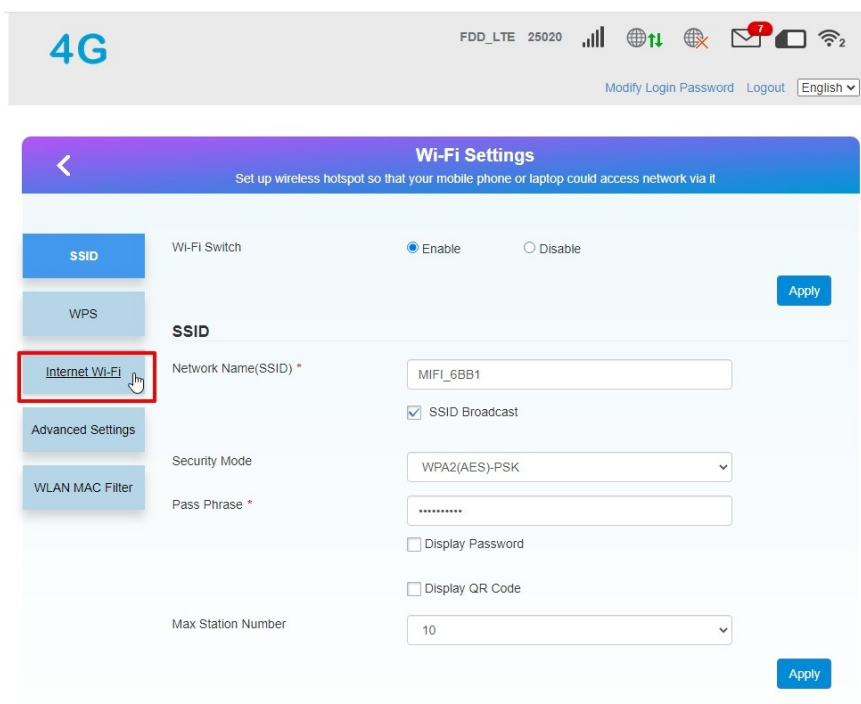 4G
FDD_LTE 25020
7
2
Modify Login Password Logout English
Wi-Fi Settings
Set up wireless hotspot so that your mobile phone or laptop could access network via it
SSID
WPS
Internet Wi-Fi
Advanced Settings
WLAN MAC Filter
Wi-Fi Switch
Enable Disable
Apply
SSID
Network Name(SSID) *
MIFI_6BB1
SSID Broadcast
Security Mode
WPA2(AES)-PSK
Pass Phrase *
••••••••••
Display Password
Display QR Code
Max Station Number
10
Apply